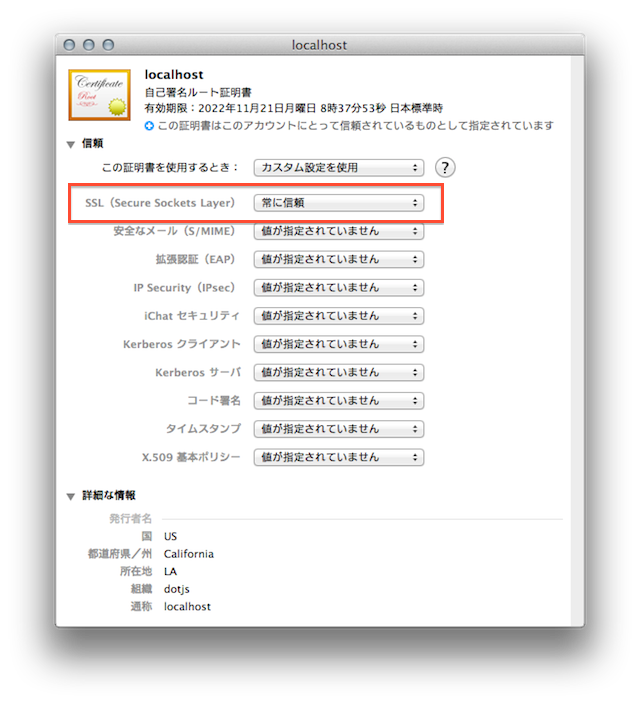 localhost
Certificate
Root
localhost
自己署名ルート証明書
有効期限：2022年11月21日月曜日 8時37分53秒 日本標準時
この証明書はこのアカウントにとって信頼されているものとして指定されています
信頼
この証明書を使用するとき： カスタム設定を使用 ?
SSL（Secure Sockets Layer） 常に信頼
安全なメール（S/MIME） 値が指定されていません
拡張認証（EAP） 値が指定されていません
IP Security（IPsec） 値が指定されていません
iChat セキュリティ 値が指定されていません
Kerberos クライアント 値が指定されていません
Kerberos サーバ 値が指定されていません
コード署名 値が指定されていません
タイムスタンプ 値が指定されていません
X.509 基本ポリシー 値が指定されていません
詳細な情報
発行者名
国 US
都道府県／州 California
所在地 LA
組織 dotjs
通称 localhost